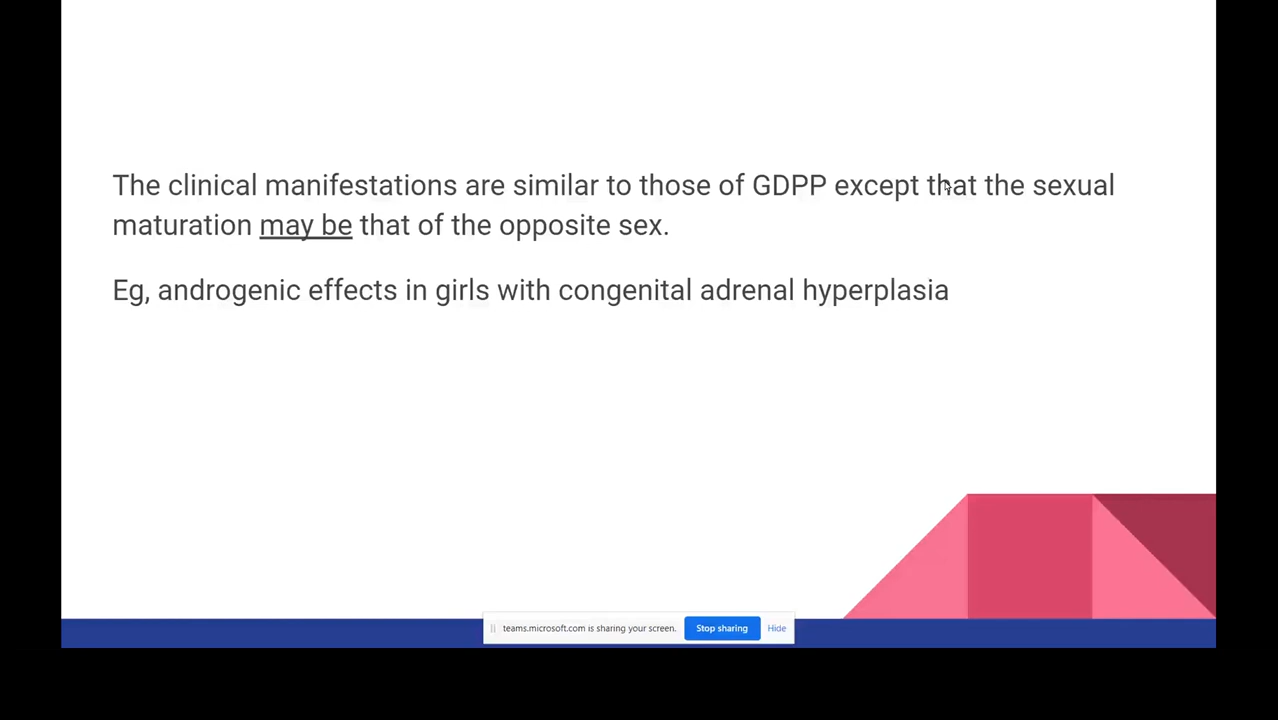 The clinical manifestations are similar to those of GDPP except that the sexual
maturation may be that of the opposite sex.
Eg, androgenic effects in girls with congenital adrenal hyperplasia
teams.microsoft.com is sharing your screen. Stop sharing Hide